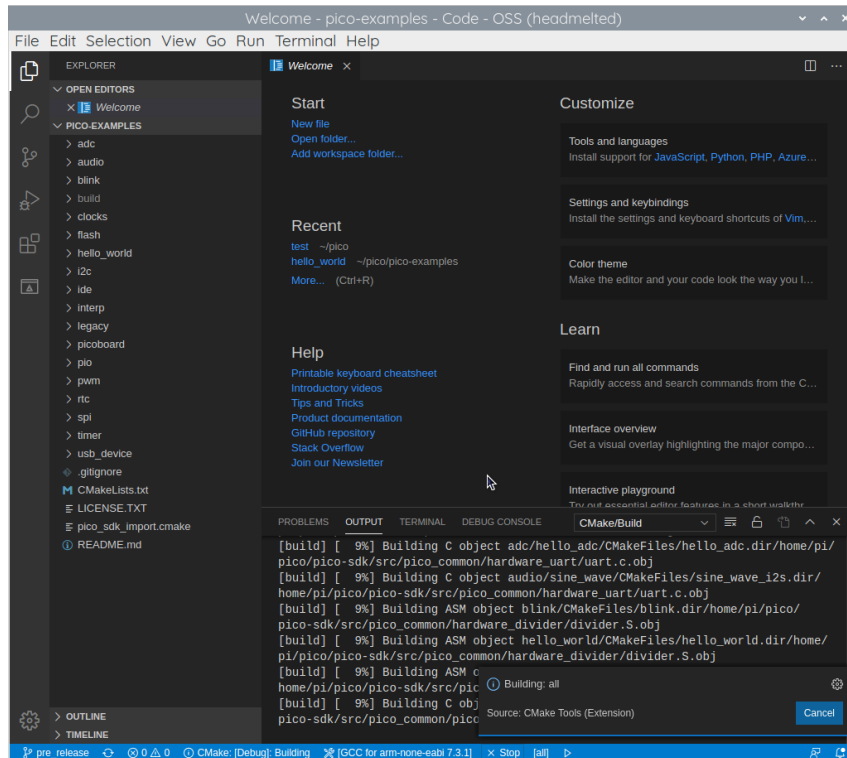 Welcome - pico-examples - Code - OSS (headmelted)
File Edit Selection View Go Run Terminal Help
EXPLORER
OPEN EDITORS
Welcome
PICO-EXAMPLES
adc
audio
blink
build
clocks
flash
hello_world
i2c
ide
interp
legacy
picoboard
pio
pwm
rtc
spi
timer
usb_device
.gitignore
CMakeLists.txt
LICENSE.TXT
pico_sdk_import.cmake
README.md
OUTLINE
TIMELINE
Welcome
Start
New file
Open folder...
Add workspace folder...
Recent
test ~/pico
hello_world ~/pico/pico-examples
More... (Ctrl+R)
Help
Printable keyboard cheatsheet
Introductory videos
Tips and Tricks
Product documentation
GitHub repository
Stack Overflow
Join our Newsletter
Customize
Tools and languages
Install support for JavaScript, Python, PHP, Azure...
Settings and keybindings
Install the settings and keyboard shortcuts of Vim,...
Color theme
Make the editor and your code look the way you l...
Learn
Find and run all commands
Rapidly access and search commands from the C...
Interface overview
Get a visual overlay highlighting the major compo...
Interactive playground
Try out essential editor features in a short walkthr
PROBLEMS OUTPUT TERMINAL DEBUG CONSOLE CMake/Build
[build] [ 9%] Building C object adc/hello_adc/CMakeFiles/hello_adc.dir/home/pi/
pico/pico-sdk/src/pico_common/hardware_uart/uart.c.obj
[build] [ 9%] Building C object audio/sine_wave/CMakeFiles/sine_wave_i2s.dir/
home/pi/pico/pico-sdk/src/pico_common/hardware_uart/uart.c.obj
[build] [ 9%] Building ASM object blink/CMakeFiles/blink.dir/home/pi/pico/
pico-sdk/src/pico_common/hardware_divider/divider.S.obj
[build] [ 9%] Building ASM object hello_world/CMakeFiles/hello_world.dir/home/
pi/pico/pico-sdk/src/pico_common/hardware_divider/divider.S.obj
[build] [ 9%] Building ASM o
home/pi/pico/pico-sdk/src/pic
[build] [ 9%] Building C obj
pico-sdk/src/pico_common/pico
Building: all
Source: CMake Tools (Extension)
Cancel
pre_release 0 0 CMake: [Debug]: Building [GCC for arm-none-eabi 7.3.1] Stop [all]